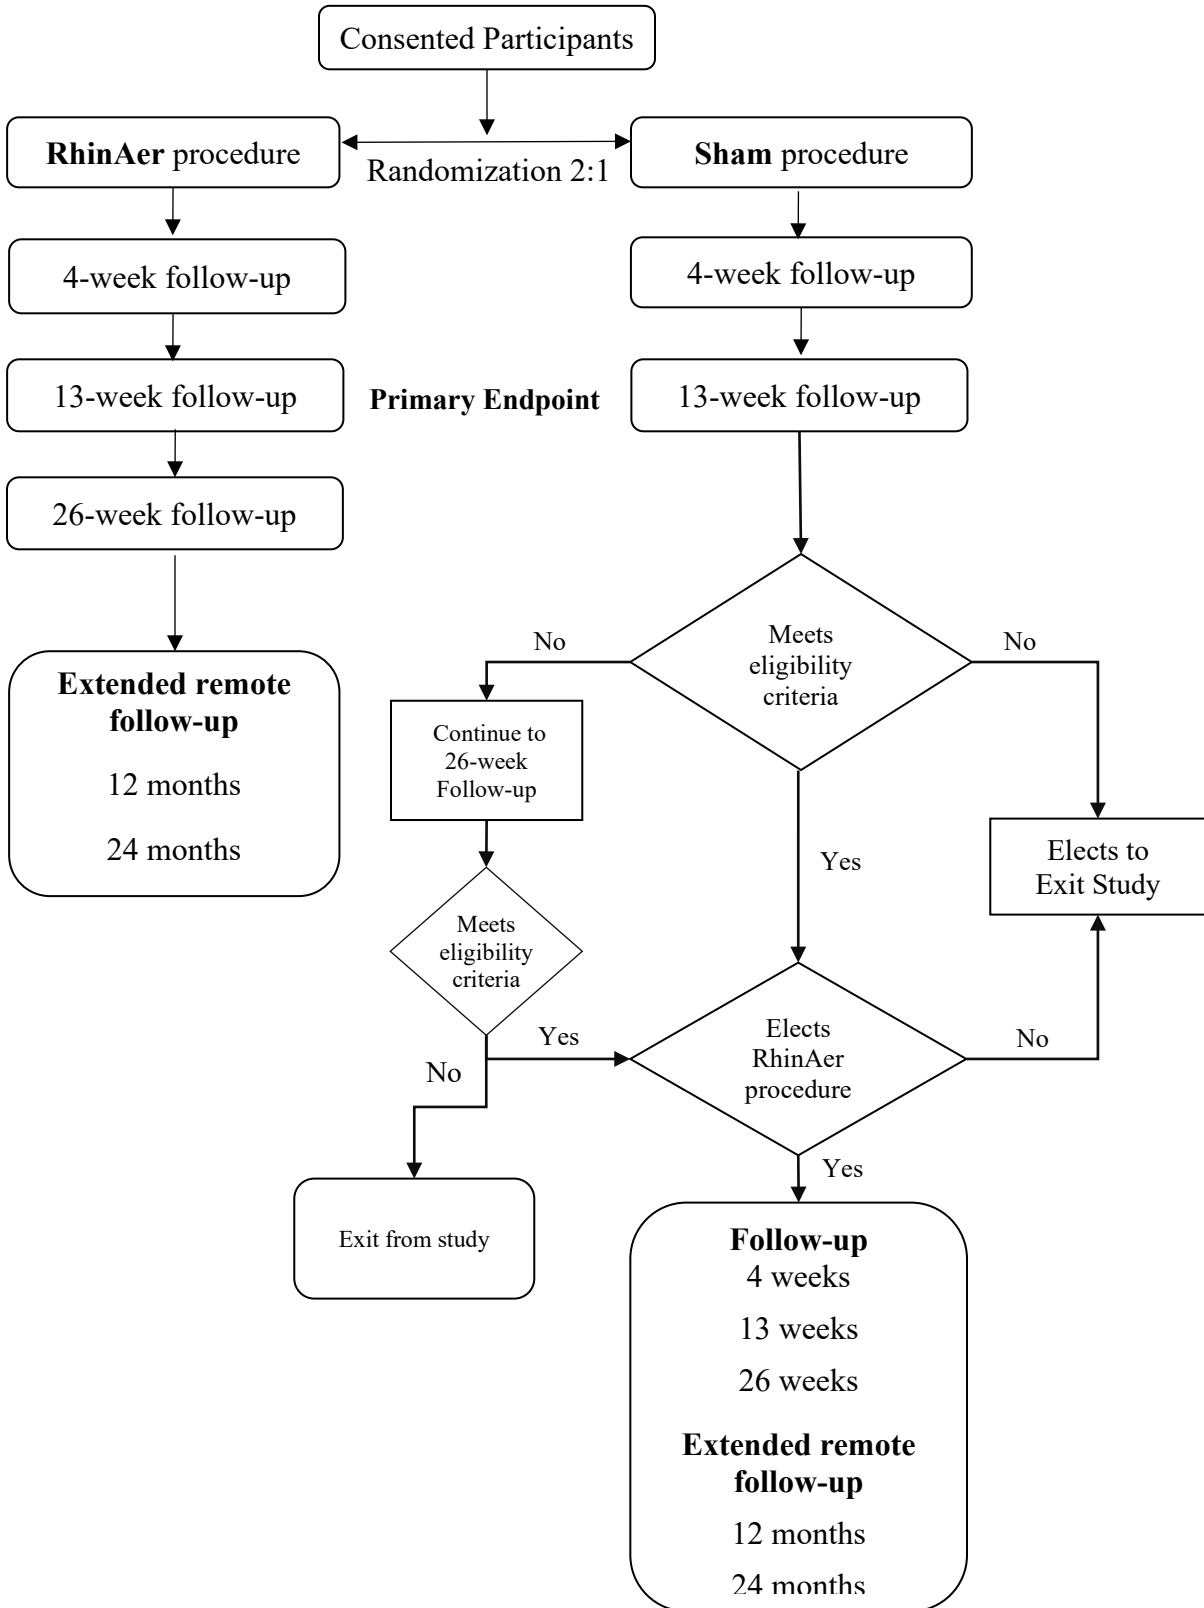 Consented Participants
RhinAer procedure
Randomization 2:1
Sham procedure
4-week follow-up
4-week follow-up
13-week follow-up
Primary Endpoint
13-week follow-up
26-week follow-up
Extended remote
follow-up
12 months
24 months
No
Meets
eligibility
criteria
No
Continue to
26-week
Follow-up
Yes
Elects to
Exit Study
Meets
eligibility
criteria
Yes
No
Elects
RhinAer
procedure
No
Yes
Exit from study
Follow-up
4 weeks
13 weeks
26 weeks
Extended remote
follow-up
12 months
24 months